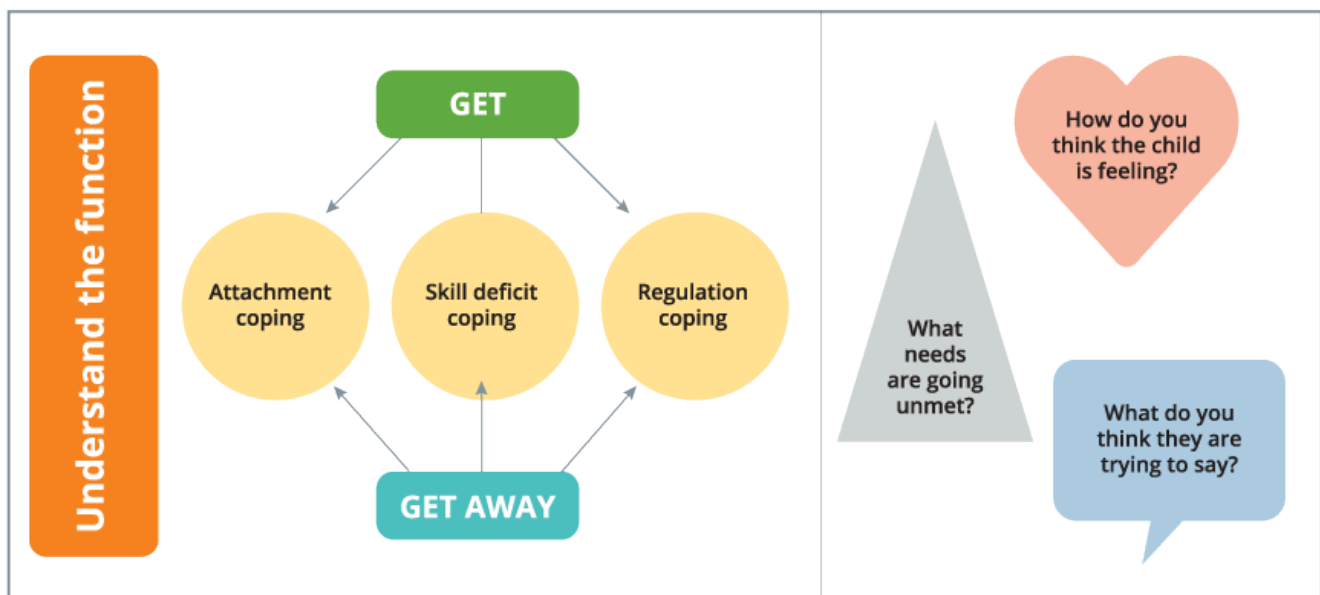 Understand the function
GET
Attachment
coping
Skill deficit
coping
Regulation
coping
GET AWAY
How do you
think the child
is feeling?
What
needs
are going
unmet?
What do you
think they are
trying to say?